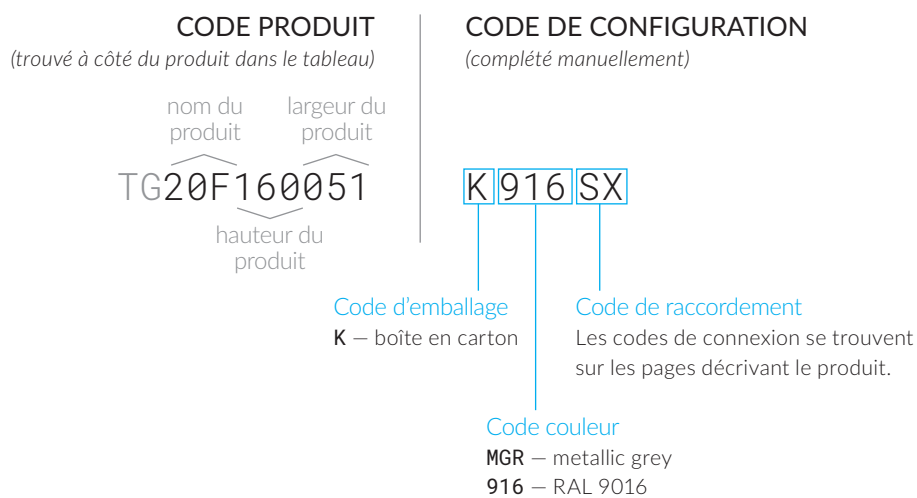 CODE PRODUIT
(trouvé à côté du produit dans le tableau)
nom du
produit
largeur du
produit
TG20F160051
hauteur du
produit
CODE DE CONFIGURATION
(complété manuellement)
K 916 SX
Code d'emballage
K – boîte en carton
Code de raccordement
Les codes de connexion se trouvent
sur les pages décrivant le produit.
Code couleur
MGR – metallic grey
916 – RAL 9016